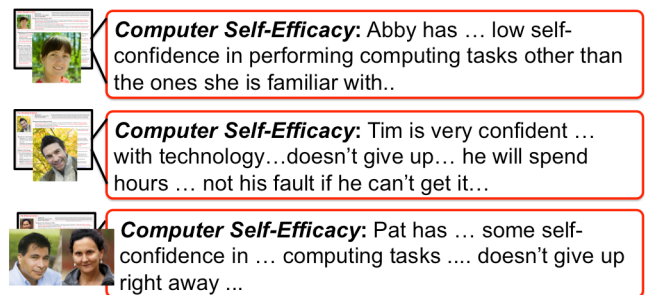 Computer Self-Efficacy: Abby has … low self-
confidence in performing computing tasks other than
the ones she is familiar with..
Computer Self-Efficacy: Tim is very confident …
with technology…doesn’t give up… he will spend
hours … not his fault if he can’t get it…
Computer Self-Efficacy: Pat has … some self-
confidence in … computing tasks .... doesn’t give up
right away ...